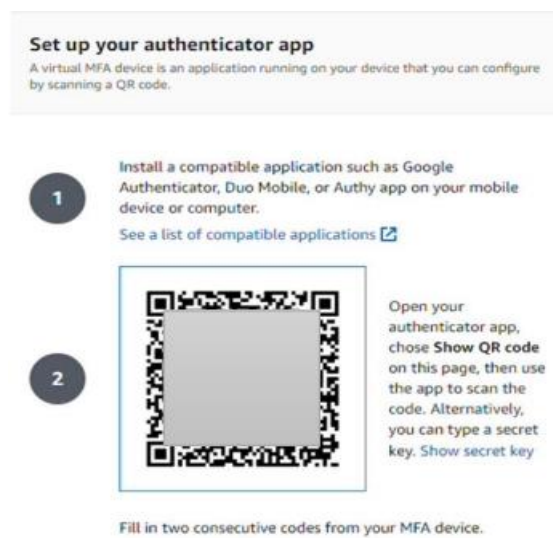 Set up your authenticator app
A virtual MFA device is an application running on your device that you can configure
by scanning a QR code.
1
Install a compatible application such as Google
Authenticator, Duo Mobile, or Authy app on your mobile
device or computer.
See a list of compatible applications
2
Open your
authenticator app,
chose Show QR code
on this page, then use
the app to scan the
code. Alternatively,
you can type a secret
key. Show secret key
Fill in two consecutive codes from your MFA device.